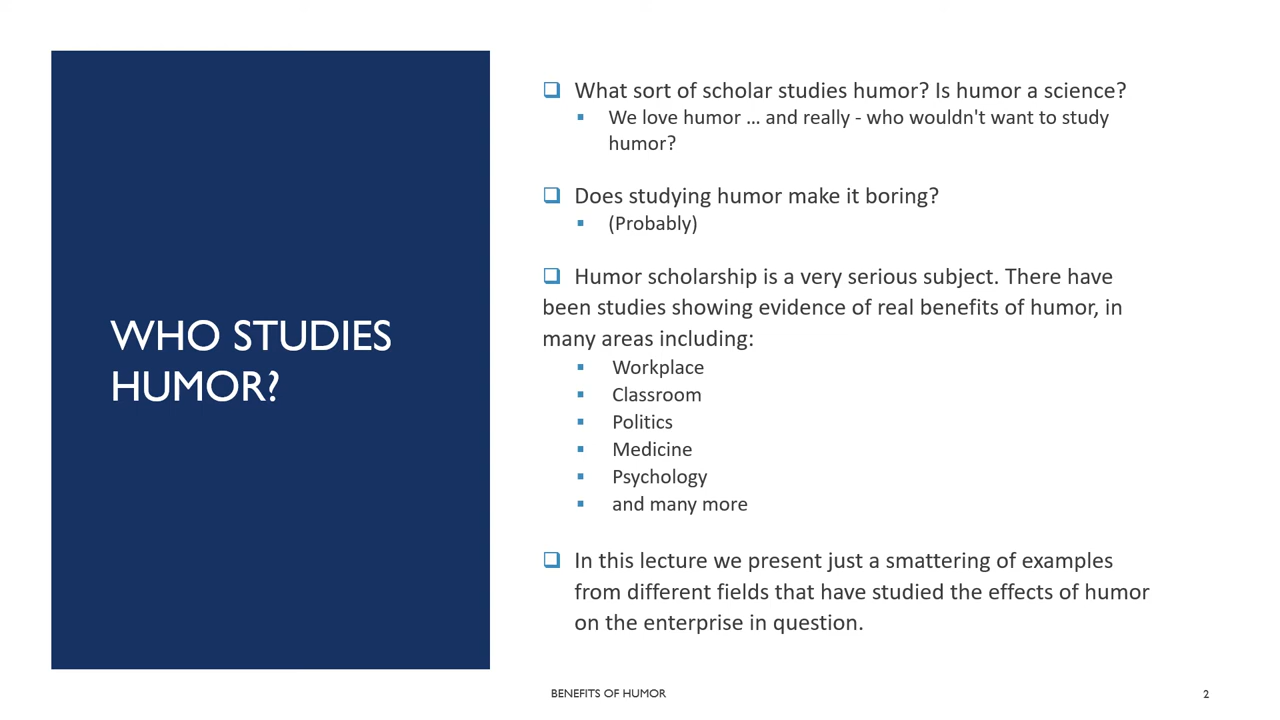 WHO STUDIES
HUMOR?
❑ What sort of scholar studies humor? Is humor a science?
▪ We love humor … and really - who wouldn't want to study
humor?
❑ Does studying humor make it boring?
▪ (Probably)
❑ Humor scholarship is a very serious subject. There have
been studies showing evidence of real benefits of humor, in
many areas including:
▪ Workplace
▪ Classroom
▪ Politics
▪ Medicine
▪ Psychology
▪ and many more
❑ In this lecture we present just a smattering of examples
from different fields that have studied the effects of humor
on the enterprise in question.
BENEFITS OF HUMOR
2